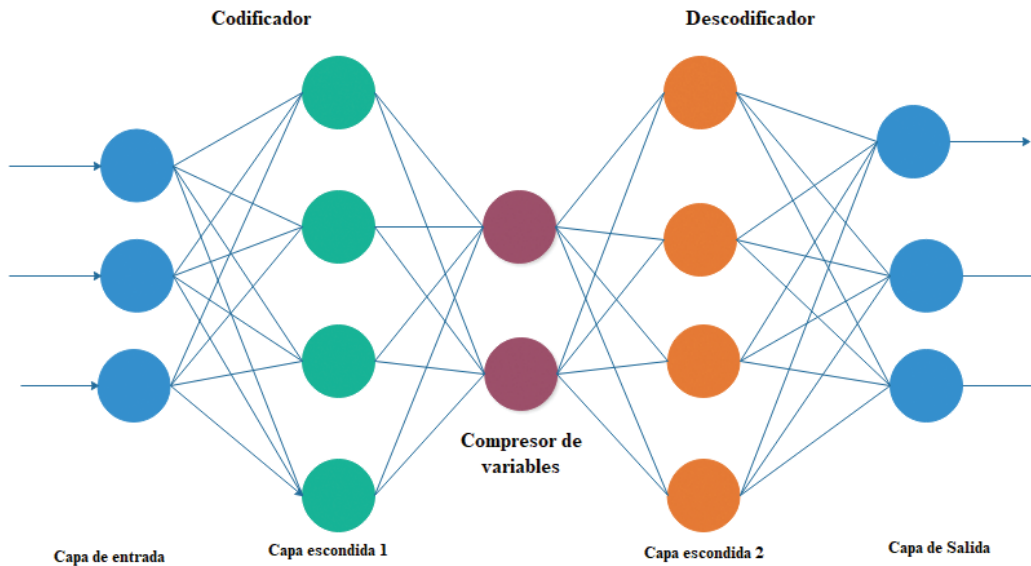 Codificador
Descodificador
Compresor de
variables
Capa de entrada
Capa escondida 1
Capa escondida 2
Capa de Salida